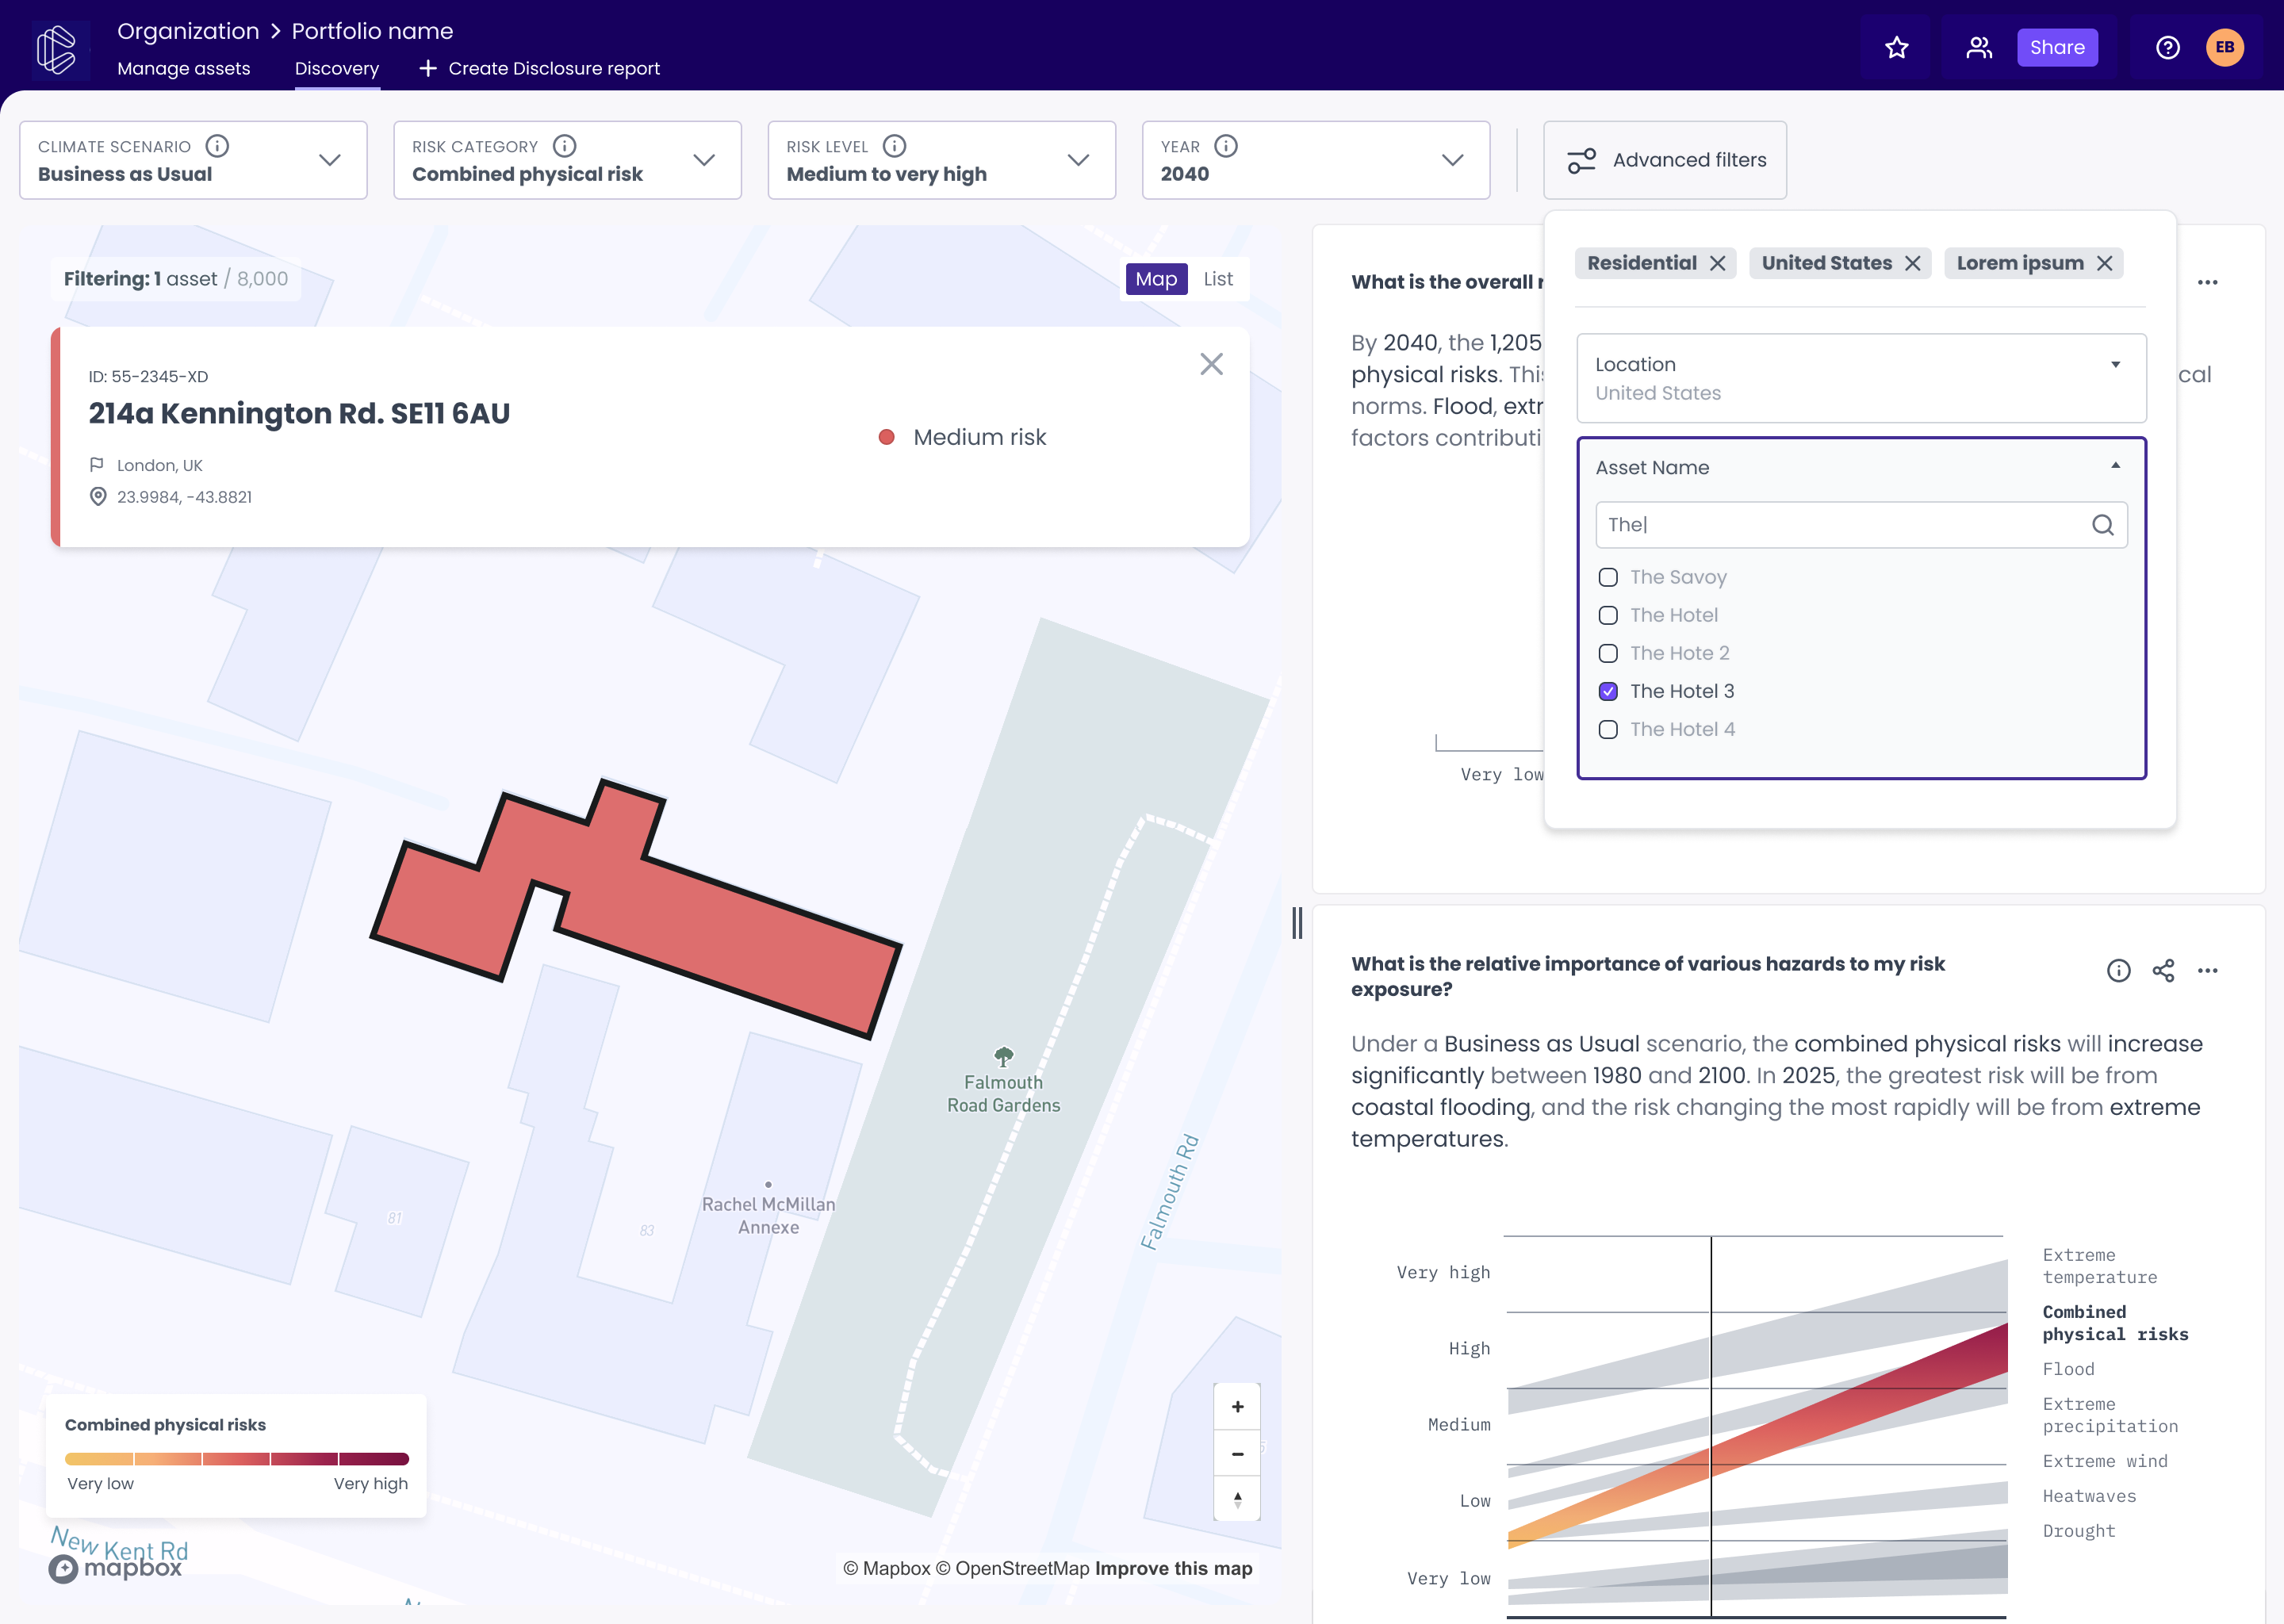 Organization > Portfolio name
Manage assets
Discovery
+ Create Disclosure report
Share
EB
CLIMATE SCENARIO
Business as Usual
RISK CATEGORY
Combined physical risk
RISK LEVEL
Medium to very high
YEAR
2040
Advanced filters
Filtering: 1 asset / 8,000
Map
List
ID: 55-2345-XD
214a Kennington Rd. SE11 6AU
London, UK
23.9984, -43.8821
Medium risk
Falmouth
Road Gardens
Falmouth Rd
Rachel McMillan
Annexe
81
83
Combined physical risks
Very low
Very high
New Kent Rd
mapbox
© Mapbox © OpenStreetMap Improve this map
What is the overall
By 2040, the 1,205
physical risks.
cal
norms. Flood,
factors
Very low
Residential
United States
Lorem ipsum
Location
United States
Asset Name
The
The Savoy
The Hotel
The Hote 2
The Hotel 3
The Hotel 4
What is the relative importance of various hazards to my risk
exposure?
Under a Business as Usual scenario, the combined physical risks will increase
significantly between 1980 and 2100. In 2025, the greatest risk will be from
coastal flooding, and the risk changing the most rapidly will be from extreme
temperatures.
Very high
High
Medium
Low
Very low
Extreme
temperature
Combined
physical risks
Flood
Extreme
precipitation
Extreme wind
Heatwaves
Drought